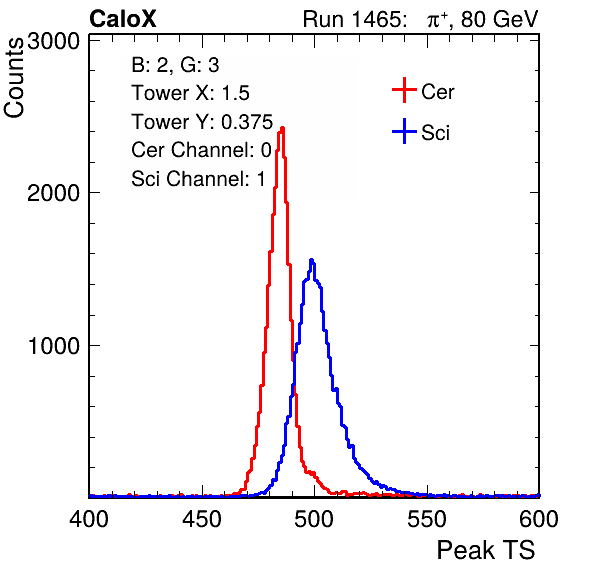 CaloX Run 1465: π⁺, 80 GeV
Counts
3000
2000
1000
B: 2, G: 3
Tower X: 1.5
Tower Y: 0.375
Cer Channel: 0
Sci Channel: 1
Cer
Sci
400 450 500 550 600
Peak TS